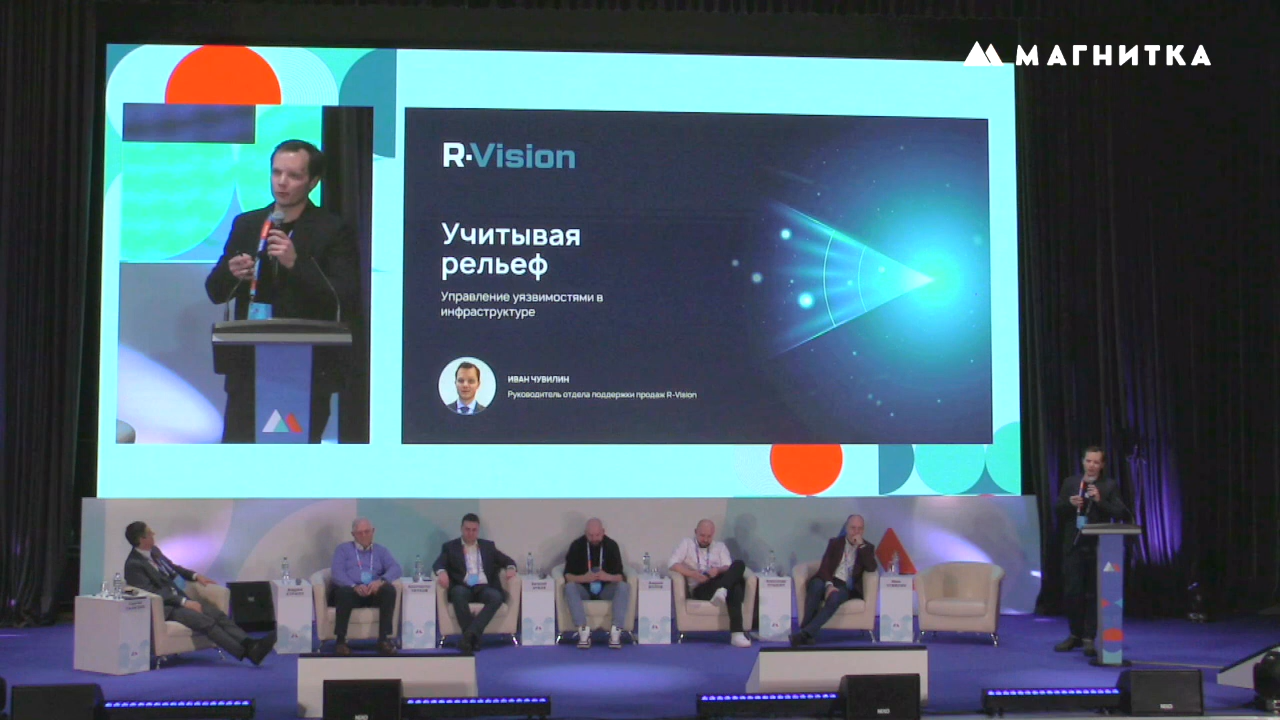 МАГНИТКА
R·Vision
Учитывая
рельеф
Управление уязвимостями в
инфраструктуре
ИВАН ЧУВИЛИН
Руководитель отдела поддержки продаж R-Vision